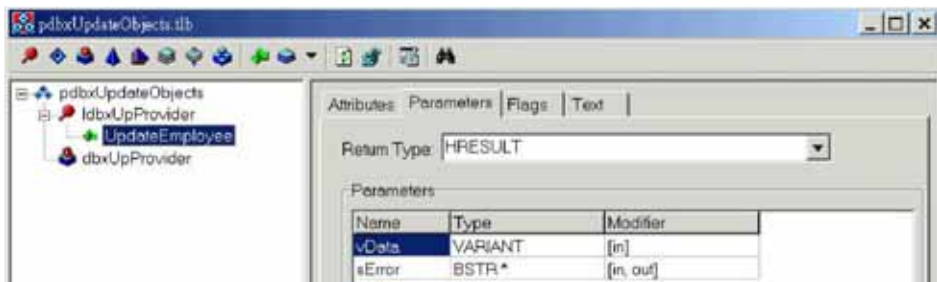 pdbxUpdateObjects.tlb
pdbxUpdateObjects
IdbxUpProvider
UpdateEmployee
dbxUpProvider
Attributes Parameters Flags Text
Return Type: HRESULT
Parameters
Name Type Modifier
vData VARIANT [in]
sError BSTR * [in, out]